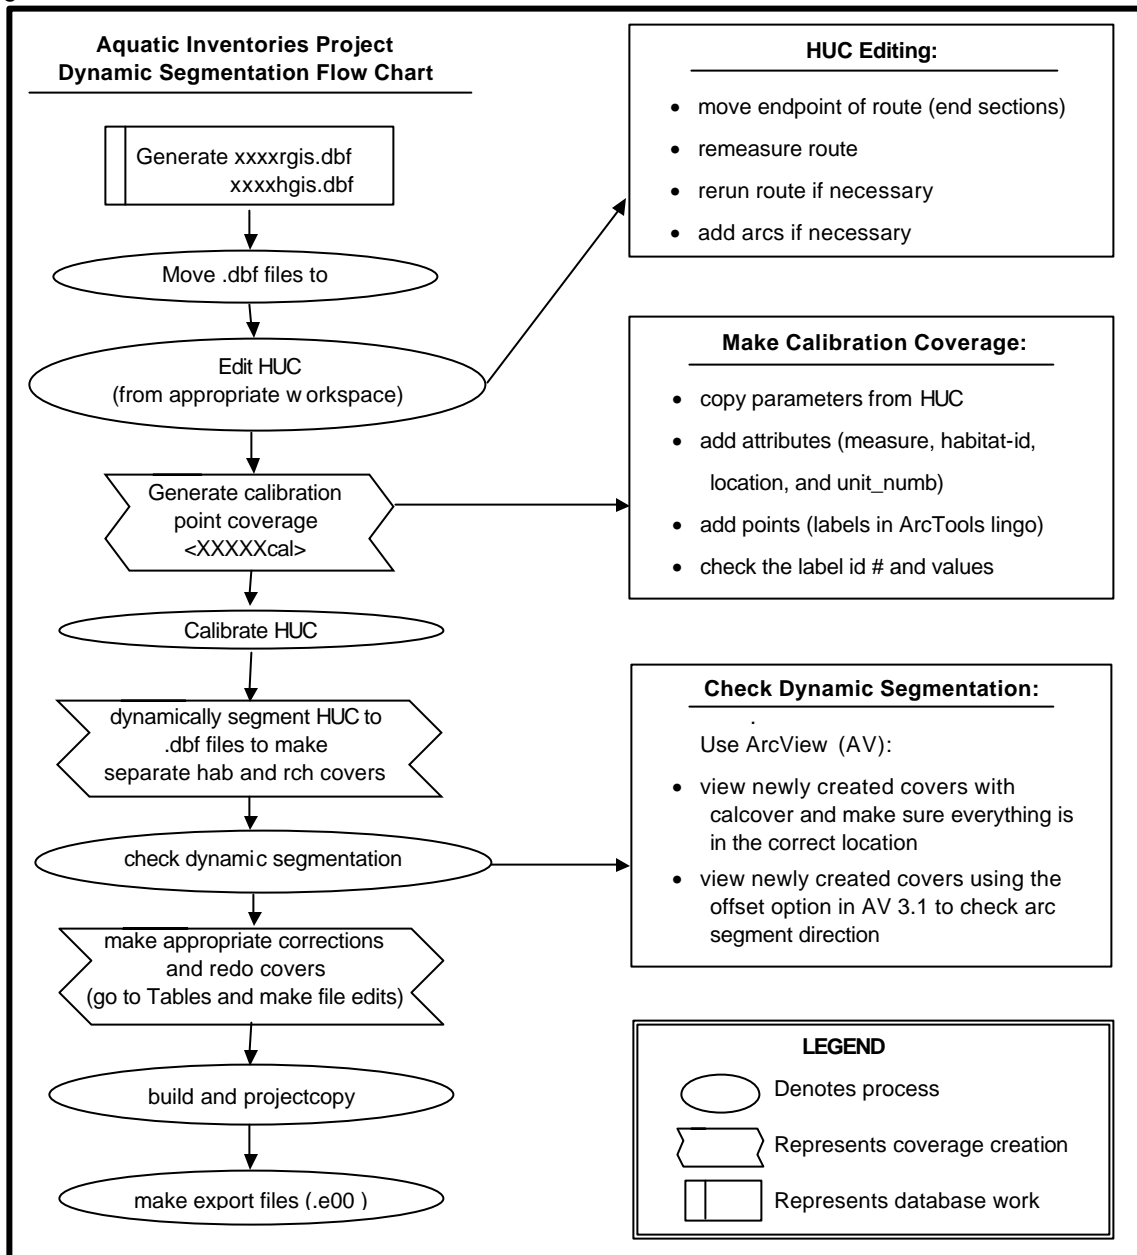 Aquatic Inventories Project
Dynamic Segmentation Flow Chart
Generate xxxxrgis.dbf
xxxxhgis.dbf
Move .dbf files to
Edit HUC
(from appropriate w orkspace)
Generate calibration
point coverage
<XXXXXcal>
Calibrate HUC
dynamically segment HUC to
.dbf files to make
separate hab and rch covers
check dynamic segmentation
make appropriate corrections
and redo covers
(go to Tables and make file edits)
build and projectcopy
make export files (.e00 )
HUC Editing:
• move endpoint of route (end sections)
• remeasure route
• rerun route if necessary
• add arcs if necessary
Make Calibration Coverage:
• copy parameters from HUC
• add attributes (measure, habitat-id,
location, and unit_numb)
• add points (labels in ArcTools lingo)
• check the label id # and values
Check Dynamic Segmentation:
.
Use ArcView (AV):
• view newly created covers with
calcover and make sure everything is
in the correct location
• view newly created covers using the
offset option in AV 3.1 to check arc
segment direction
LEGEND
Denotes process
Represents coverage creation
Represents database work